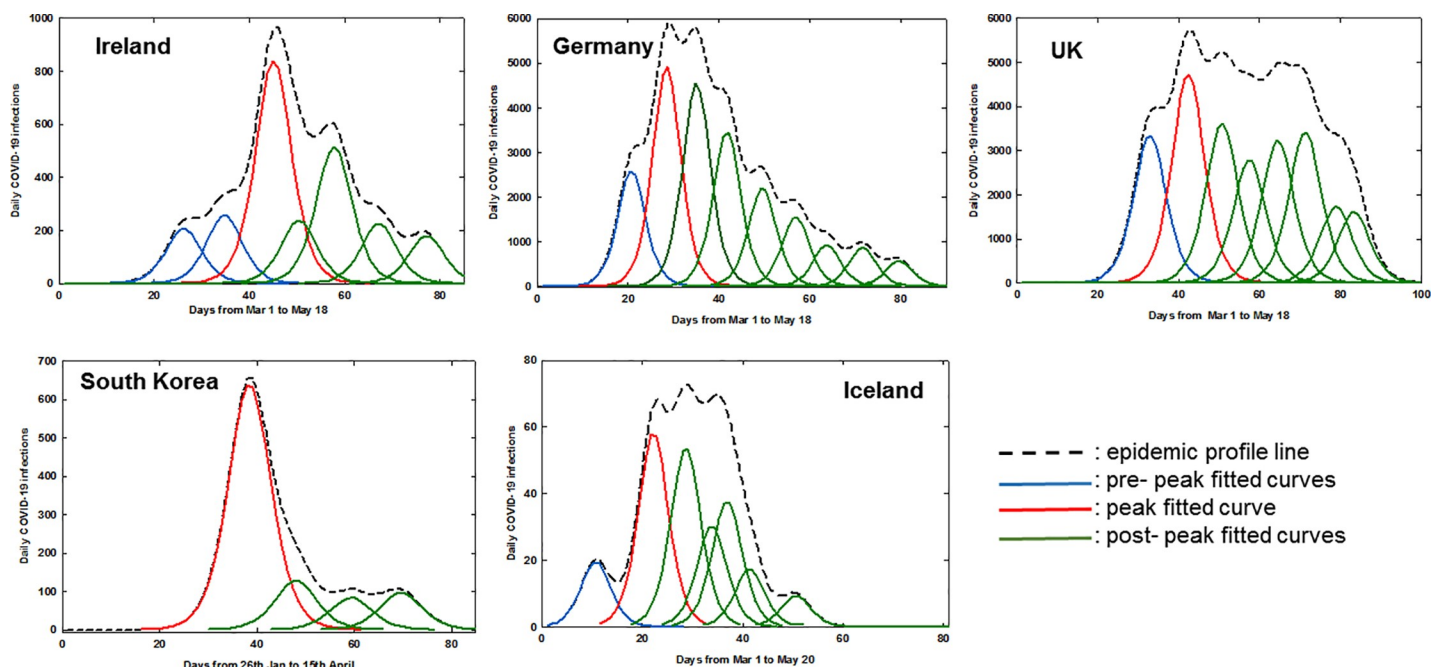 Ireland
Daily COVID-19 infections
1000
800
600
400
200
0
0 20 40 60 80
Days from Mar 1 to May 18
Germany
Daily COVID-19 infections
6000
5000
4000
3000
2000
1000
0
0 20 40 60 80
Days from Mar 1 to May 18
UK
Daily COVID-19 infections
6000
5000
4000
3000
2000
1000
0
0 20 40 60 80 100
Days from Mar 1 to May 18
South Korea
Daily COVID-19 infections
700
600
500
400
300
200
100
0
0 20 40 60 80
Days from 26th Jan to 15th April
Iceland
Daily COVID-19 infections
80
60
40
20
0
0 20 40 60 80
Days from Mar 1 to May 20
: epidemic profile line
: pre- peak fitted curves
: peak fitted curve
: post- peak fitted curves